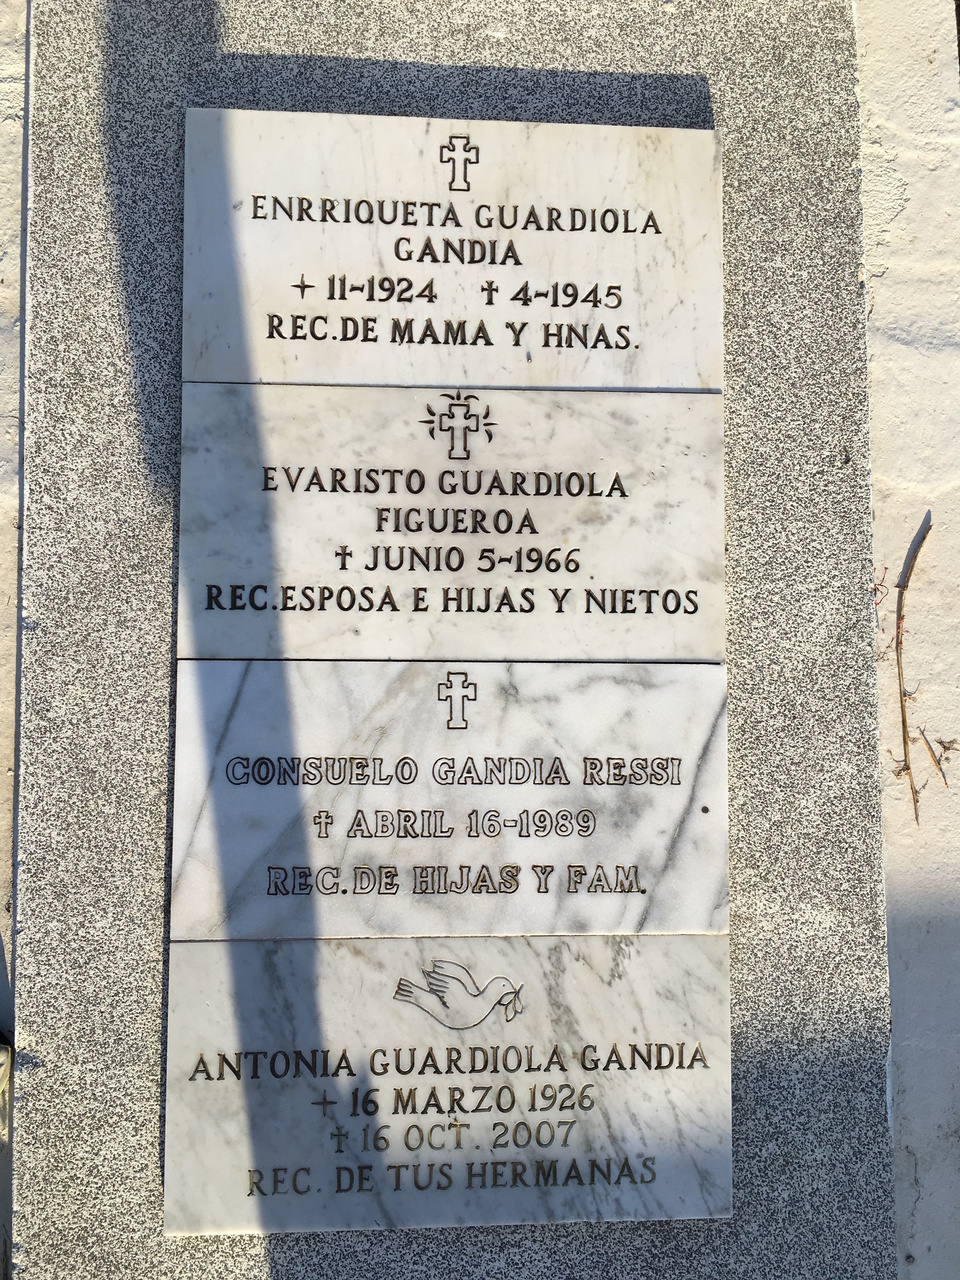 ENRRIQUETA GUARDIOLA
GANDIA
+ 11-1924 ✝ 4-1945
REC.DE MAMA Y HNAS.
EVARISTO GUARDIOLA
FIGUEROA
✝ JUNIO 5-1966
REC.ESPOSA E HIJAS Y NIETOS
CONSUELO GANDIA RESSI
✝ ABRIL 16-1989
REC.DE HIJAS Y FAM.
ANTONIA GUARDIOLA GANDIA
+ 16 MARZO 1926
✝ 16 OCT. 2007
REC. DE TUS HERMANAS